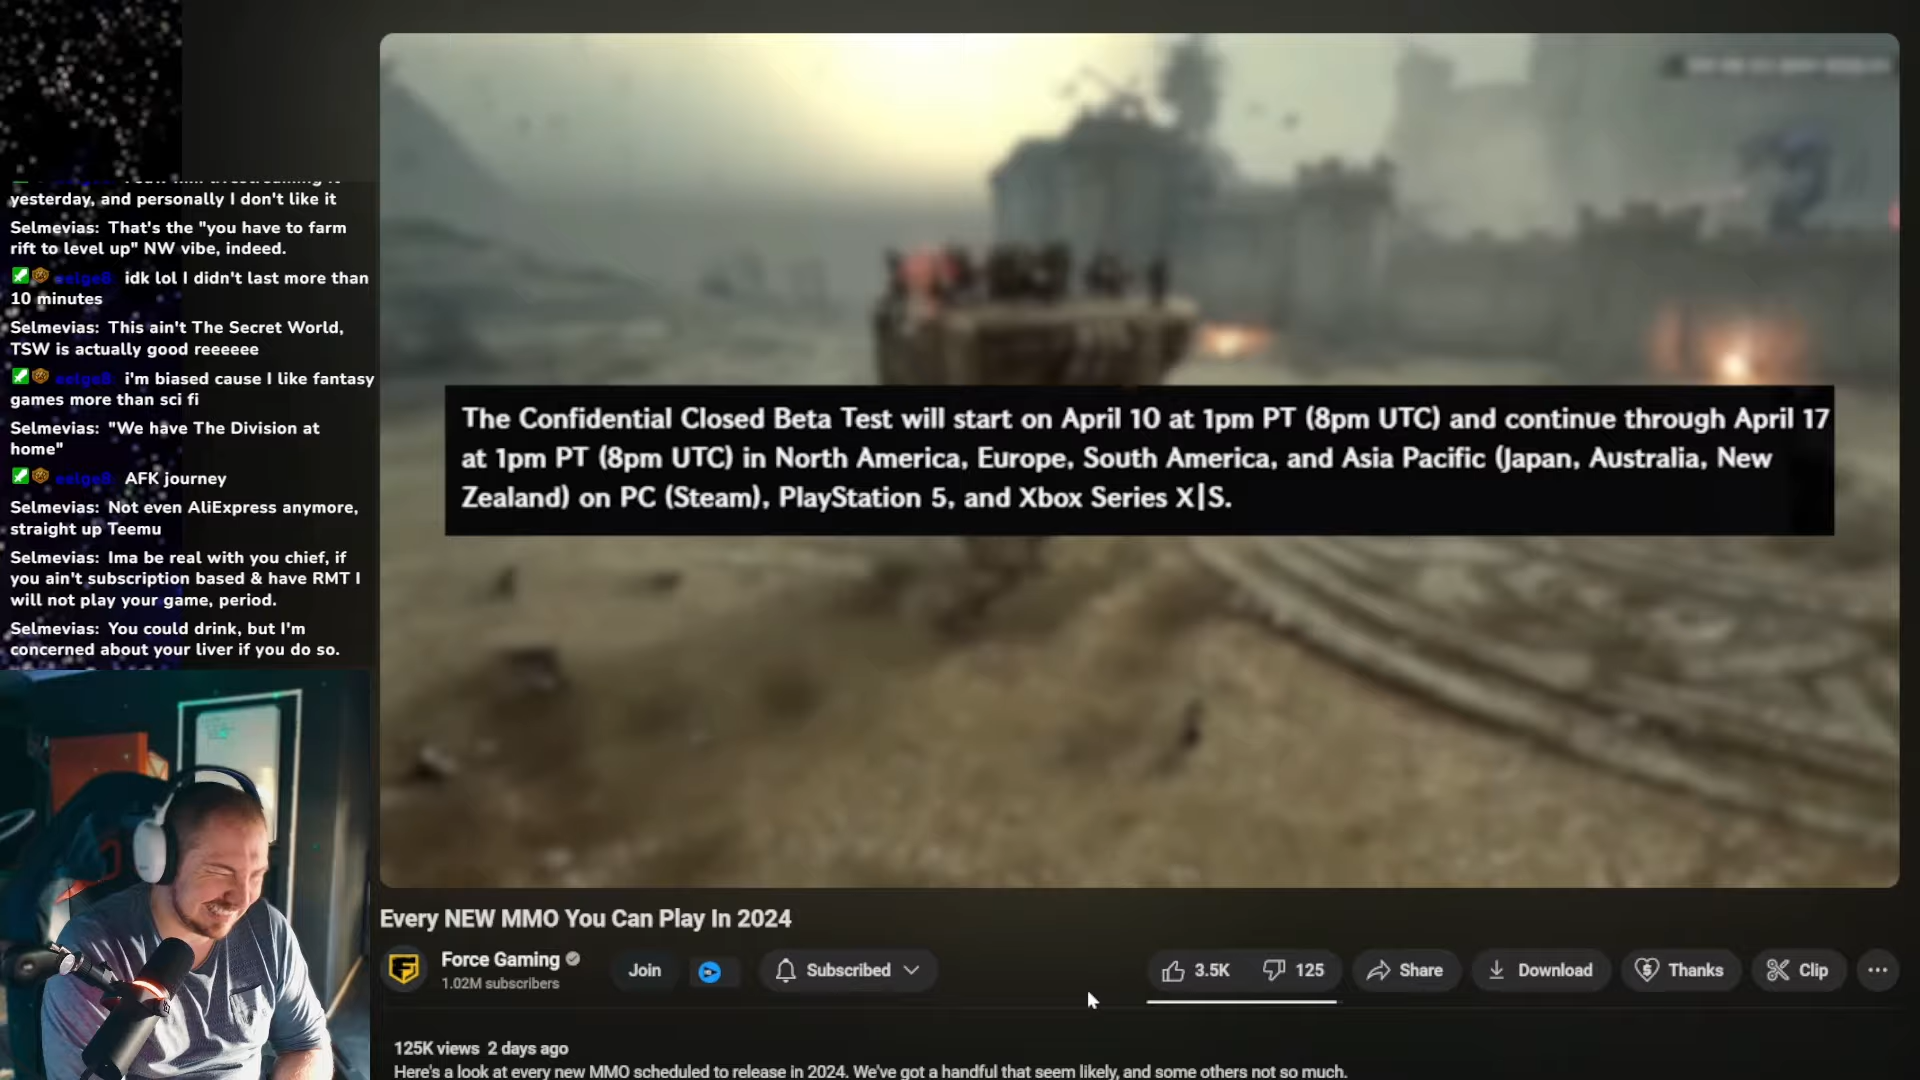 yesterday, and personally I don't like it
Selmevias: That's the "you have to farm
rift to level up" NW vibe, indeed.
eelge8 idk lol I didn't last more than
10 minutes
Selmevias: This ain't The Secret World,
TSW is actually good reeeeee
eelge8 i'm biased cause I like fantasy
games more than sci fi
Selmevias: "We have The Division at
home"
eelge8 AFK journey
Selmevias: Not even AliExpress anymore,
straight up Teemu
Selmevias: Ima be real with you chief, if
you ain't subscription based & have RMT I
will not play your game, period.
Selmevias: You could drink, but I'm
concerned about your liver if you do so.
The Confidential Closed Beta Test will start on April 10 at 1pm PT (8pm UTC) and continue through April 17
at 1pm PT (8pm UTC) in North America, Europe, South America, and Asia Pacific (Japan, Australia, New
Zealand) on PC (Steam), PlayStation 5, and Xbox Series X|S.
Every NEW MMO You Can Play In 2024
Force Gaming
1.02M subscribers
Join
Subscribed
3.5K
125
Share
Download
Thanks
Clip
125K views 2 days ago
Here's a look at every new MMO scheduled to release in 2024. We've got a handful that seem likely, and some others not so much.